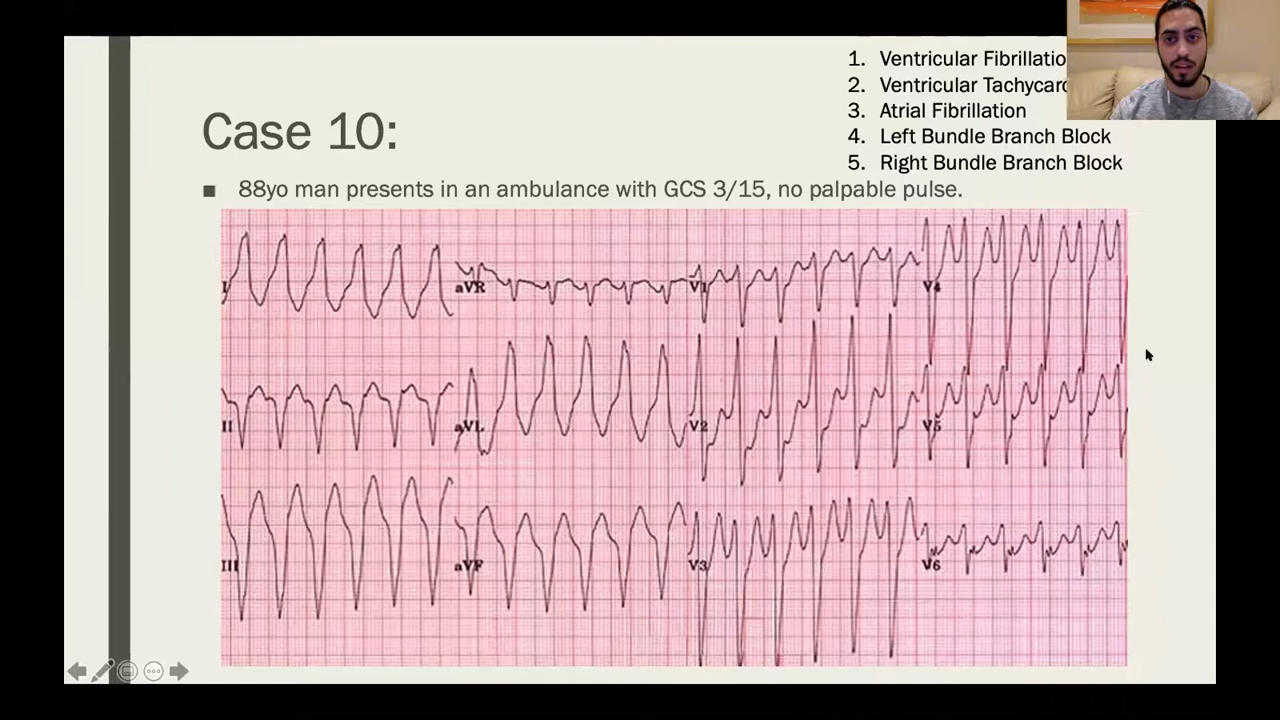 1. Ventricular Fibrillatio
2. Ventricular Tachycard
3. Atrial Fibrillation
4. Left Bundle Branch Block
5. Right Bundle Branch Block
Case 10:
■ 88yo man presents in an ambulance with GCS 3/15, no palpable pulse.
I aVR V1 V4
II aVL V2 V5
III aVF V3 V6